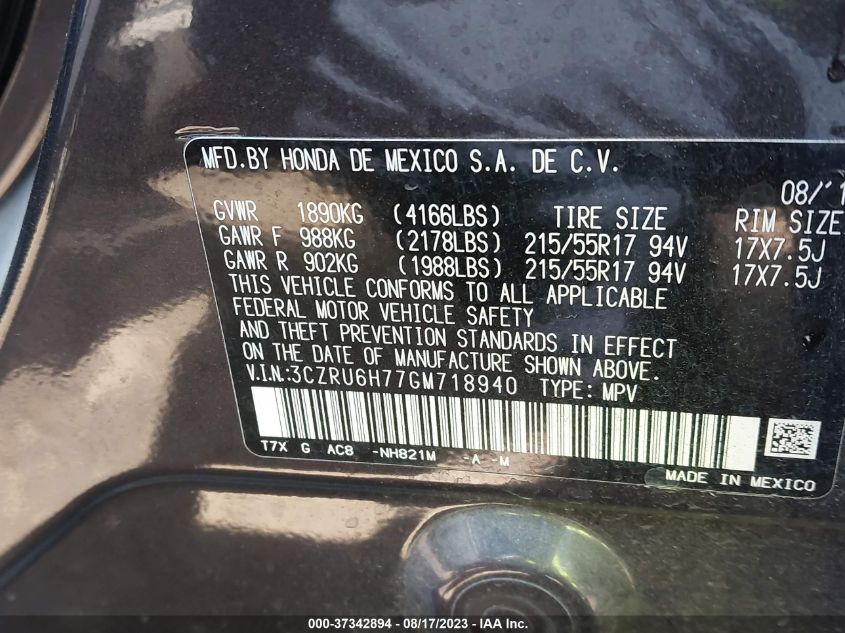 MFD.BY HONDA DE MEXICO S.A. DE C.V.
08/'1
GVWR 1890KG (4166LBS) TIRE SIZE RIM SIZE
GAWR F 988KG (2178LBS) 215/55R17 94V 17X7.5J
GAWR R 902KG (1988LBS) 215/55R17 94V 17X7.5J
THIS VEHICLE CONFORMS TO ALL APPLICABLE
FEDERAL MOTOR VEHICLE SAFETY
AND THEFT PREVENTION STANDARDS IN EFFECT
ON THE DATE OF MANUFACTURE SHOWN ABOVE.
V.I.N:3CZRU6H77GM718940 TYPE: MPV
T7X G AC8 -NH821M -A -M
MADE IN MEXICO
000-37342894 - 08/17/2023 - IAA Inc.